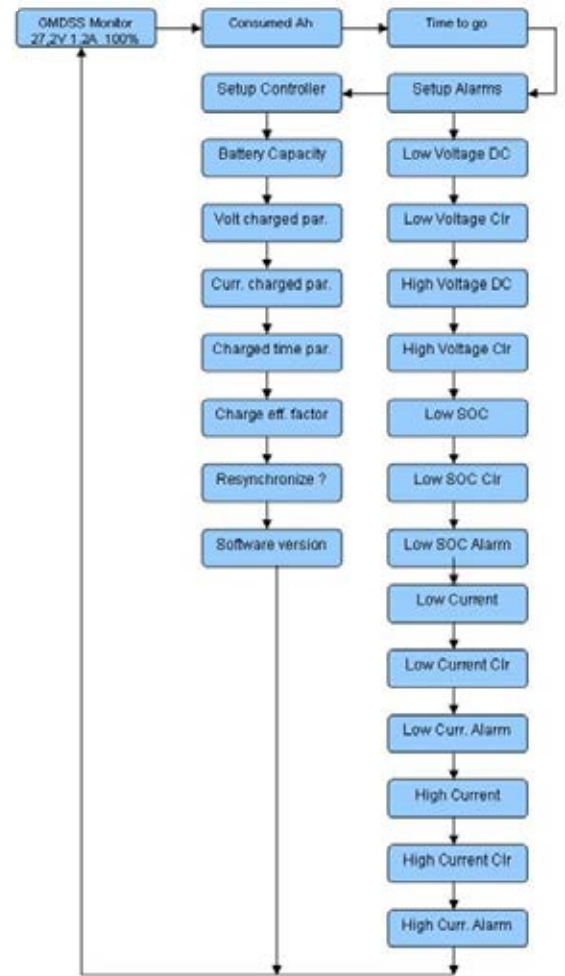 GMDSS Monitor
27,2V 1.2A 100%
Consumed Ah
Time to go
Setup Controller
Setup Alarms
Battery Capacity
Low Voltage DC
Volt charged par.
Low Voltage Clr
Curr. charged par.
High Voltage DC
Charged time par.
High Voltage Clr
Charge eff. factor
Low SOC
Resynchronize ?
Low SOC Clr
Software version
Low SOC Alarm
Low Current
Low Current Clr
Low Curr. Alarm
High Current
High Current Clr
High Curr. Alarm